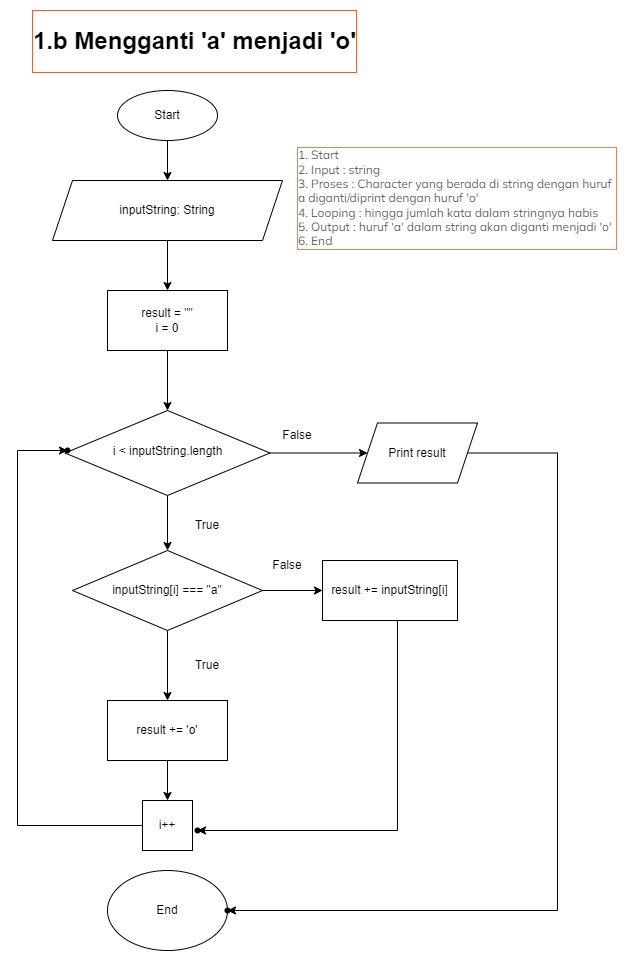 1.b Mengganti 'a' menjadi 'o'
Start
1. Start
2. Input : string
3. Proses : Character yang berada di string dengan huruf
a diganti/diprint dengan huruf 'o'
4. Looping : hingga jumlah kata dalam stringnya habis
5. Output : huruf 'a' dalam string akan diganti menjadi 'o'
6. End
inputString: String
result = ""
i = 0
i < inputString.length
False
Print result
True
inputString[i] === "a"
False
result += inputString[i]
True
result += 'o'
i++
End